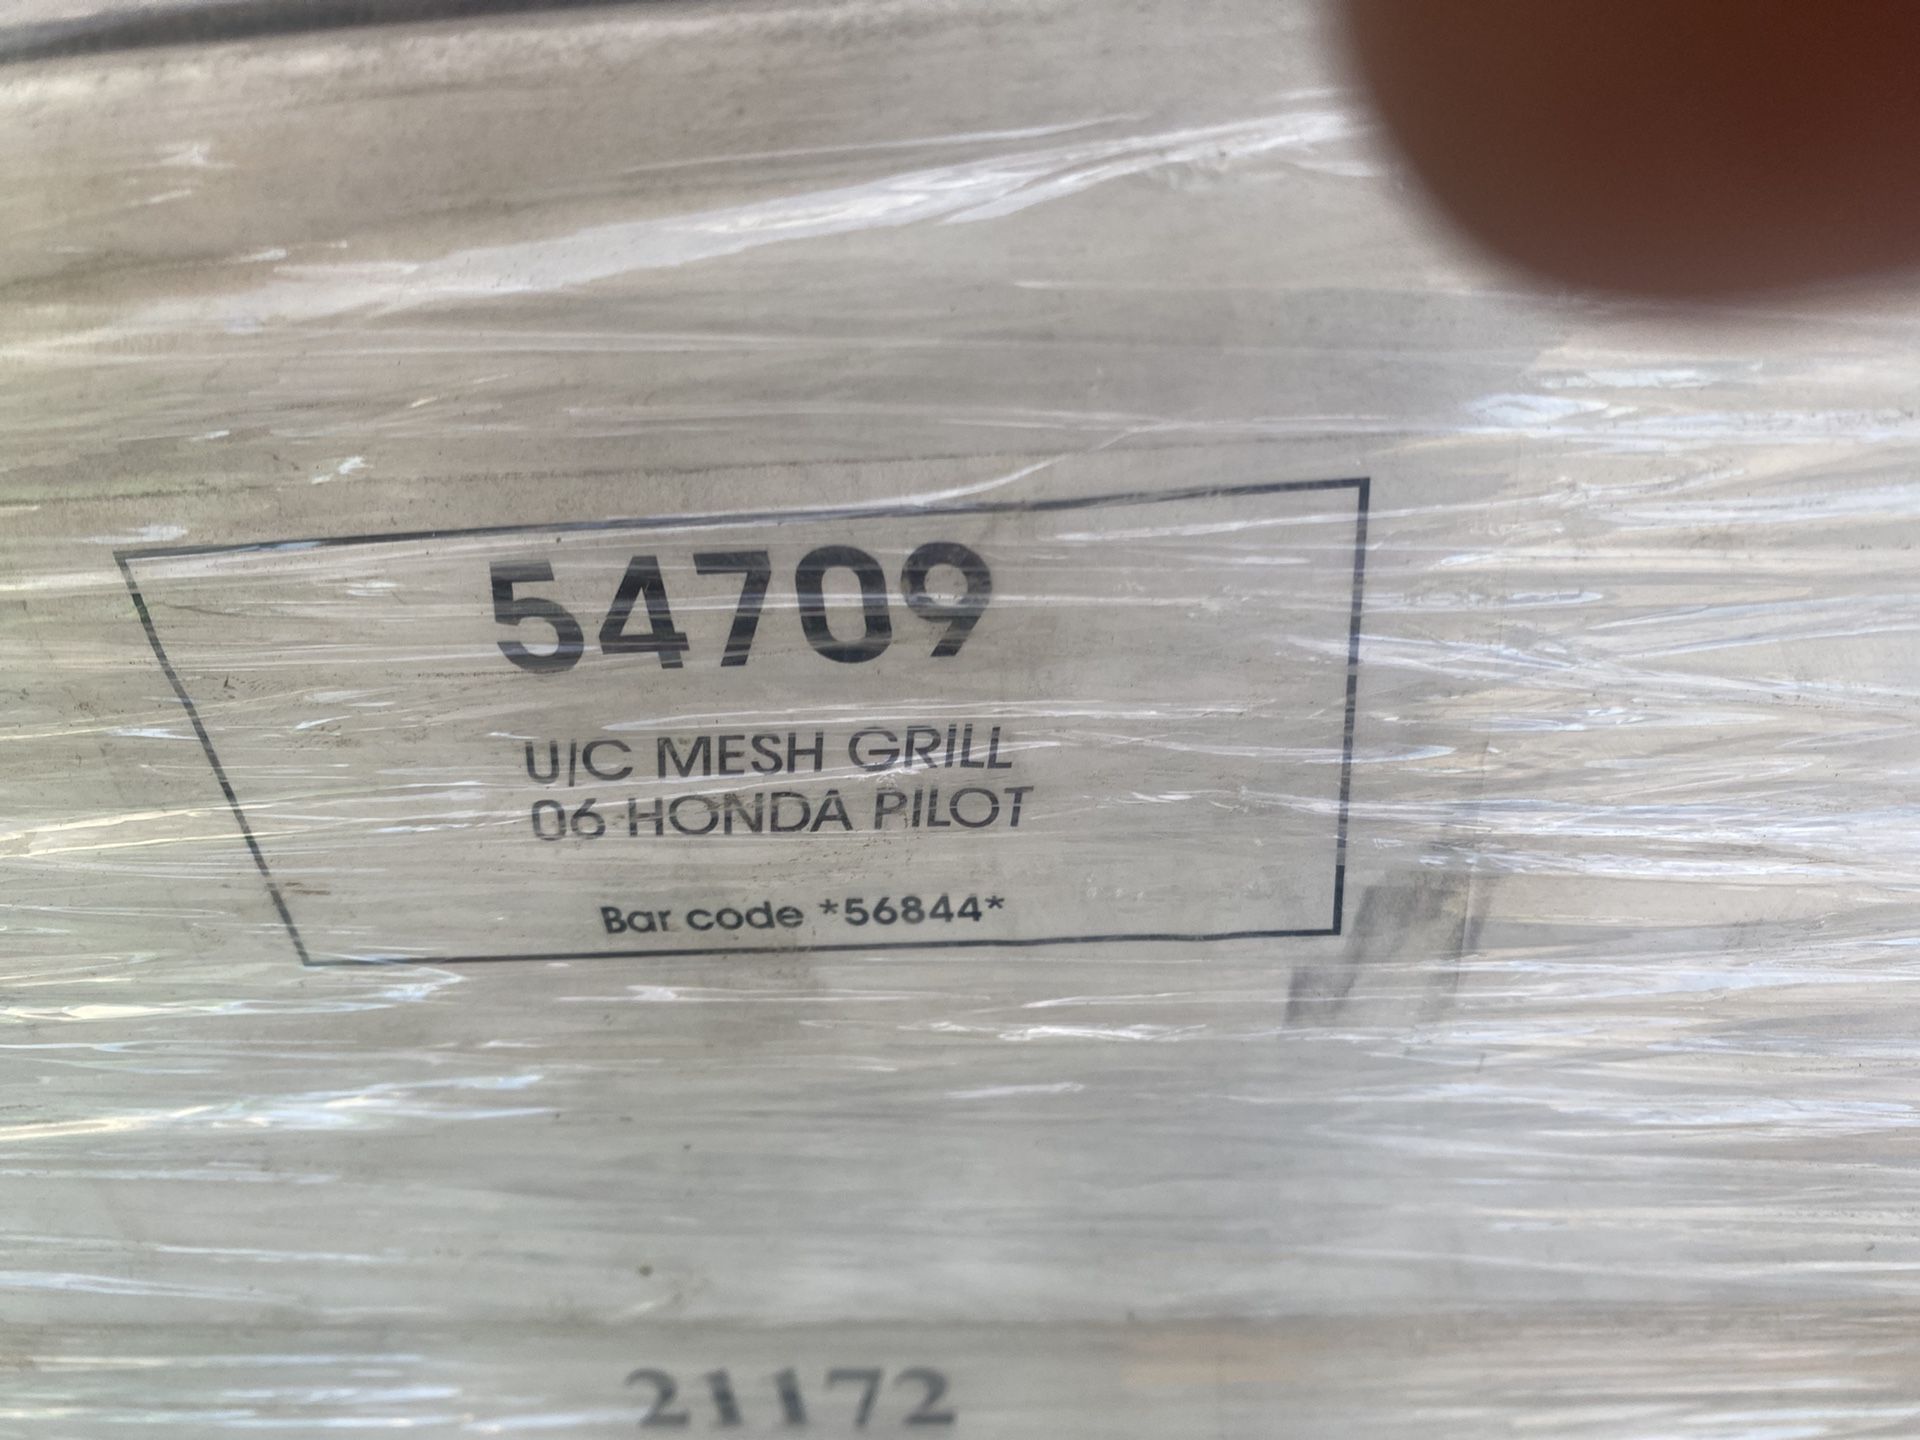 54709
U/C MESH GRILL
06 HONDA PILOT
Bar code *56844*
21172